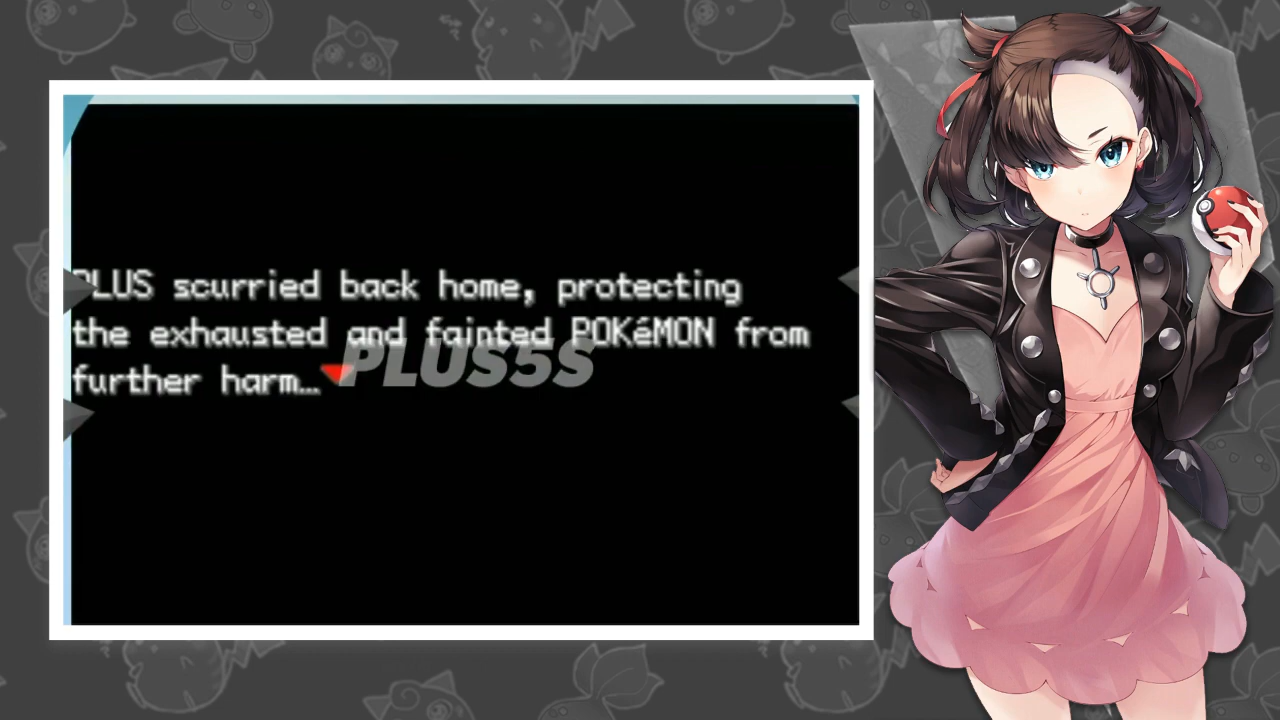 PLUS scurried back home, protecting
the exhausted and fainted POKéMON from
further harm…
PLUS5S